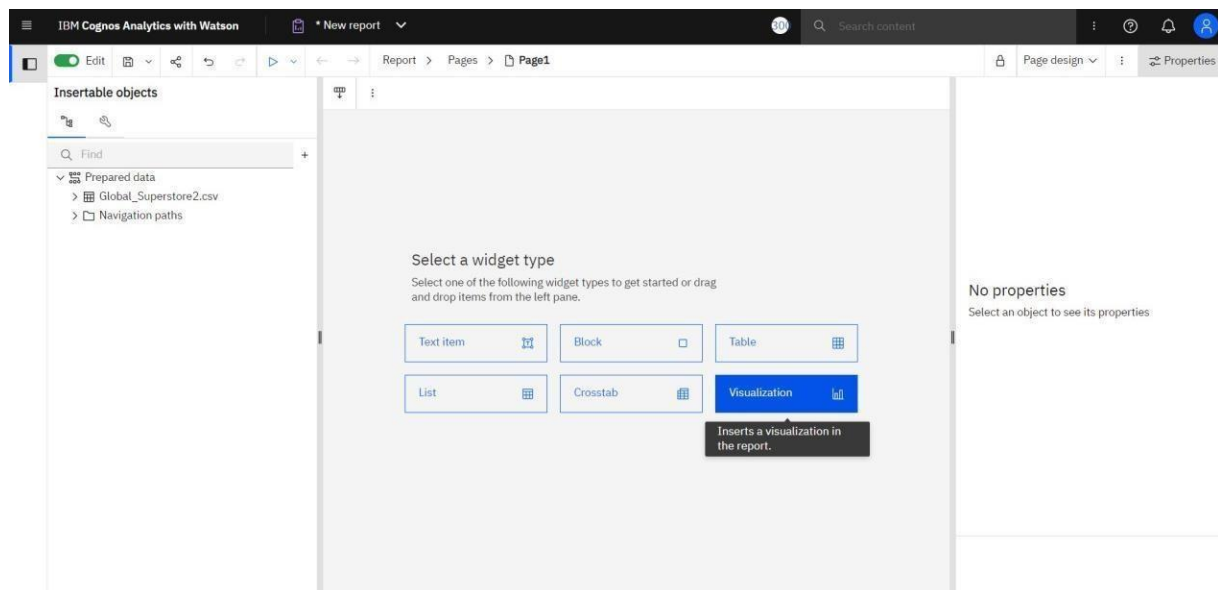 IBM Cognos Analytics with Watson
* New report
Search content
Edit
Report > Pages > Page1
Page design
Properties
Insertable objects
Find
+
Prepared data
Global_Superstore2.csv
Navigation paths
Select a widget type
Select one of the following widget types to get started or drag
and drop items from the left pane.
Text item
Block
Table
List
Crosstab
Visualization
Inserts a visualization in
the report.
No properties
Select an object to see its properties